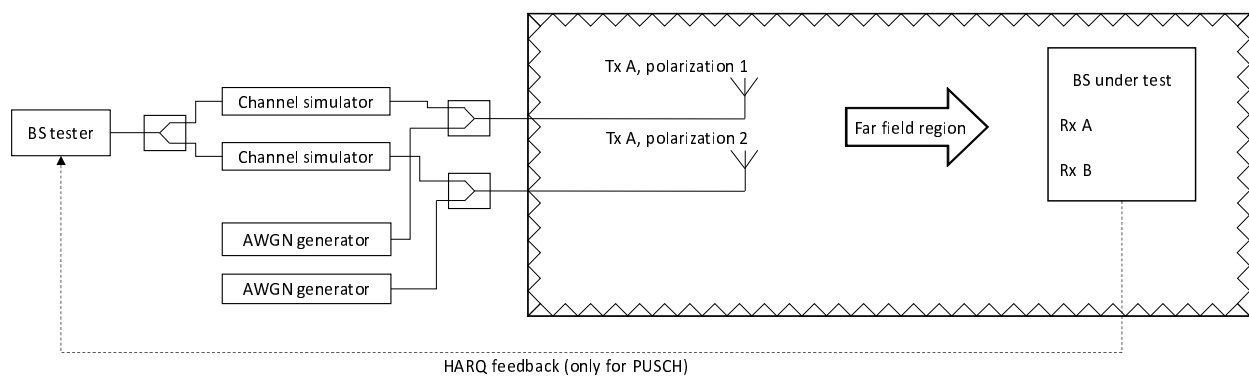 BS tester
Channel simulator
Channel simulator
AWGN generator
AWGN generator
Tx A, polarization 1
Tx A, polarization 2
Far field region
BS under test
Rx A
Rx B
HARQ feedback (only for PUSCH)